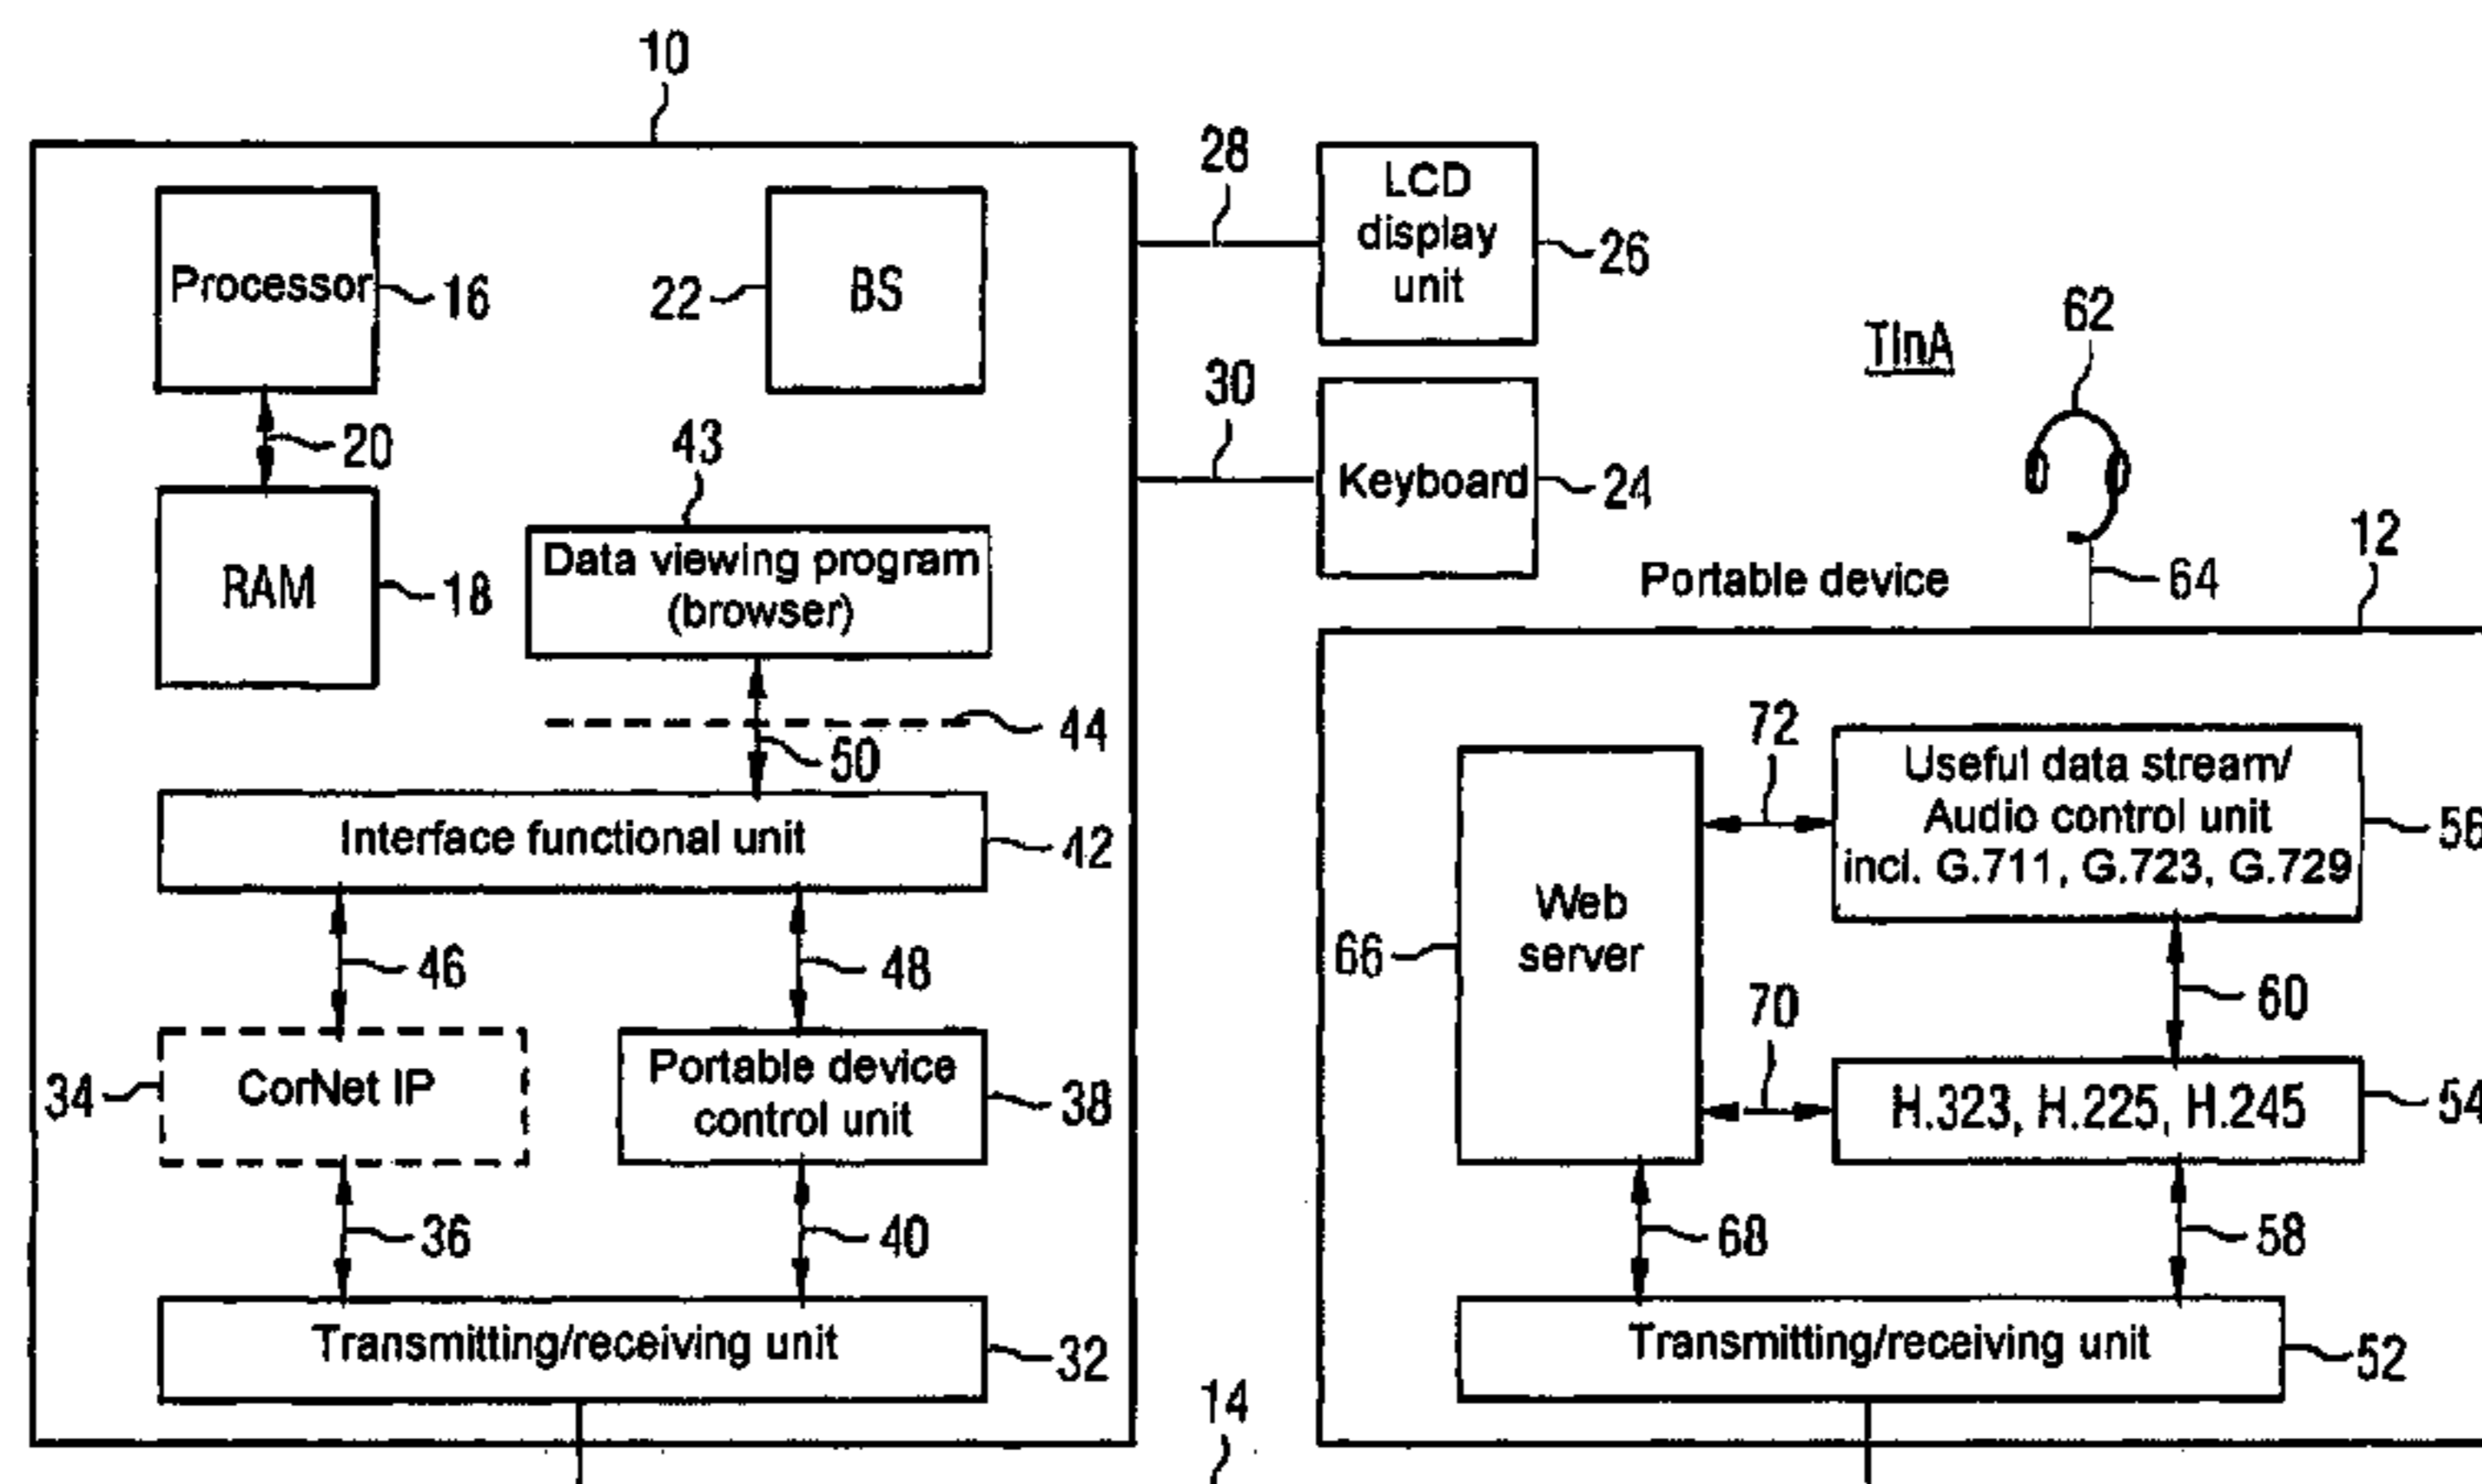 10
28
LCD
display
unit
26
Processor
16
22
BS
TInA
62
20
30
43
Keyboard
24
Data viewing program
(browser)
RAM
18
Portable device
64
12
44
50
72
Useful data stream/
Audio control unit
incl. G.711, G.723, G.729
56
Interface functional unit
42
Web
server
66
46
48
60
70
34
CorNet IP
Portable device
control unit
38
H.323, H.225, H.245
54
36
40
68
58
Transmitting/receiving unit
32
Transmitting/receiving unit
52
14